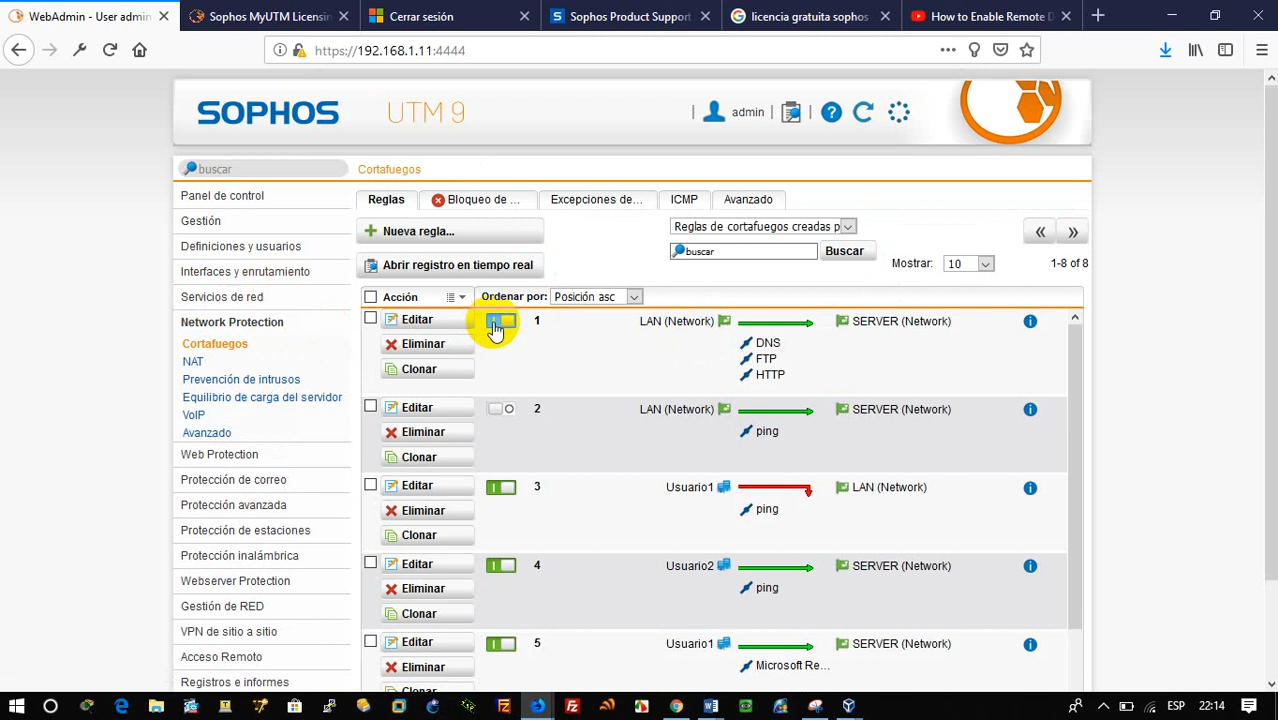 WebAdmin - User admin
Sophos MyUTM Licensin
Cerrar sesión
Sophos Product Support
licencia gratuita sophos
How to Enable Remote D
https://192.168.1.11:4444
SOPHOS
UTM 9
admin
buscar
Cortafuegos
Panel de control
Gestión
Definiciones y usuarios
Interfaces y enrutamiento
Servicios de red
Network Protection
Cortafuegos
NAT
Prevención de intrusos
Equilibrio de carga del servidor
VoIP
Avanzado
Web Protection
Protección de correo
Protección avanzada
Protección de estaciones
Protección inalámbrica
Webserver Protection
Gestión de RED
VPN de sitio a sitio
Acceso Remoto
Registros e informes
Reglas
Bloqueo de ...
Excepciones de...
ICMP
Avanzado
Nueva regla...
Reglas de cortafuegos creadas p
buscar
Buscar
Abrir registro en tiempo real
Mostrar: 10
1-8 of 8
Acción
Ordenar por: Posición asc
Editar
1
LAN (Network)
SERVER (Network)
Eliminar
DNS
FTP
Clonar
HTTP
Editar
2
LAN (Network)
SERVER (Network)
Eliminar
ping
Clonar
Editar
3
Usuario1
LAN (Network)
Eliminar
ping
Clonar
Editar
4
Usuario2
SERVER (Network)
Eliminar
ping
Clonar
Editar
5
Usuario1
SERVER (Network)
Eliminar
Microsoft Re...
Clonar
ESP
22:14